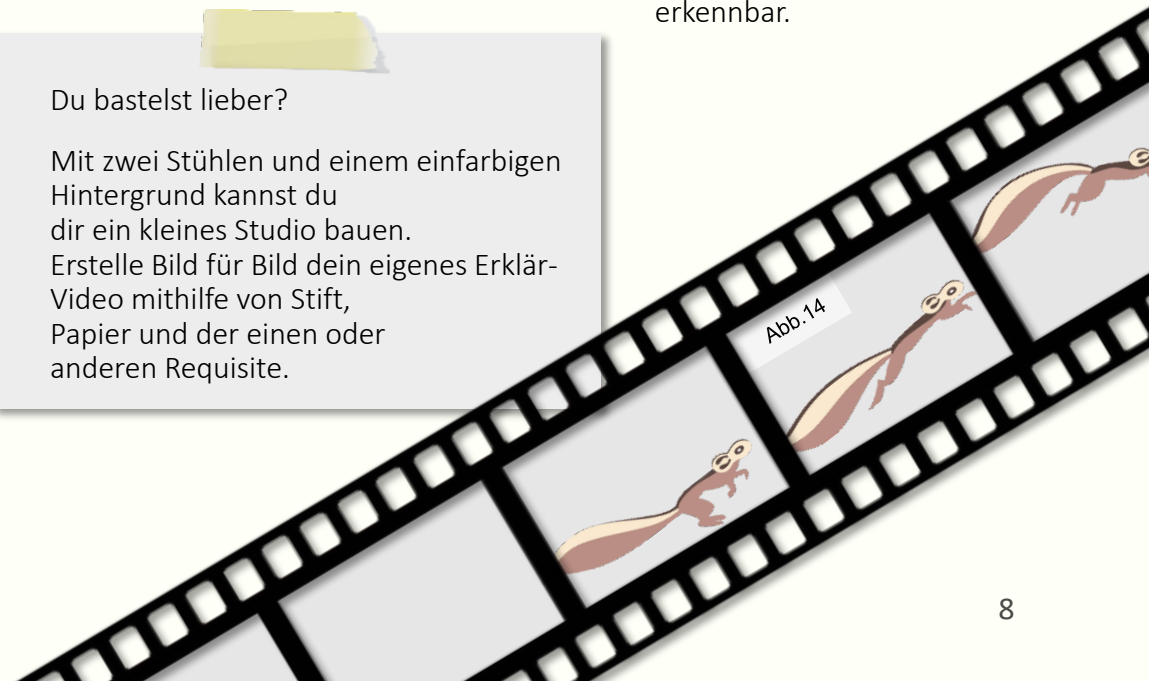 erkennbar.
Du bastelst lieber?
Mit zwei Stühlen und einem einfarbigen
Hintergrund kannst du
dir ein kleines Studio bauen.
Erstelle Bild für Bild dein eigenes Erklär-
Video mithilfe von Stift,
Papier und der einen oder
anderen Requisite.
Abb.14
8